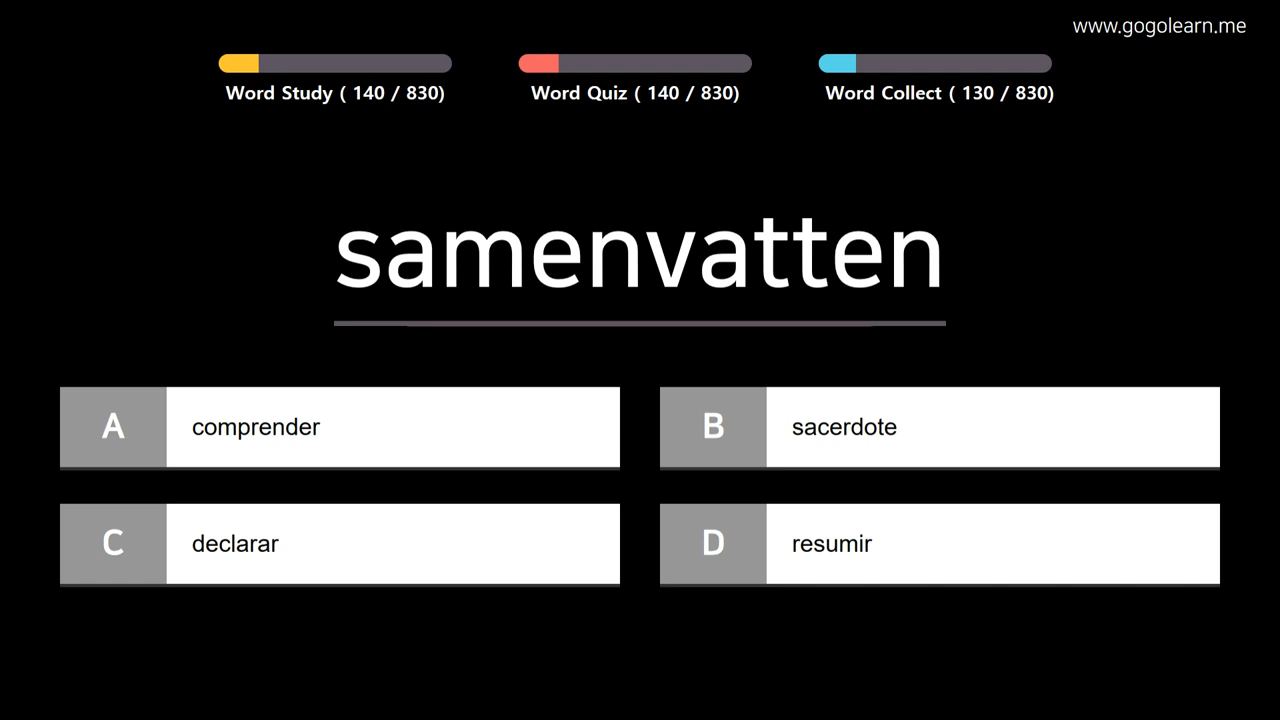 www.gogolearn.me
Word Study ( 140 / 830)
Word Quiz ( 140 / 830)
Word Collect ( 130 / 830)
samenvatten
A comprender
B sacerdote
C declarar
D resumir